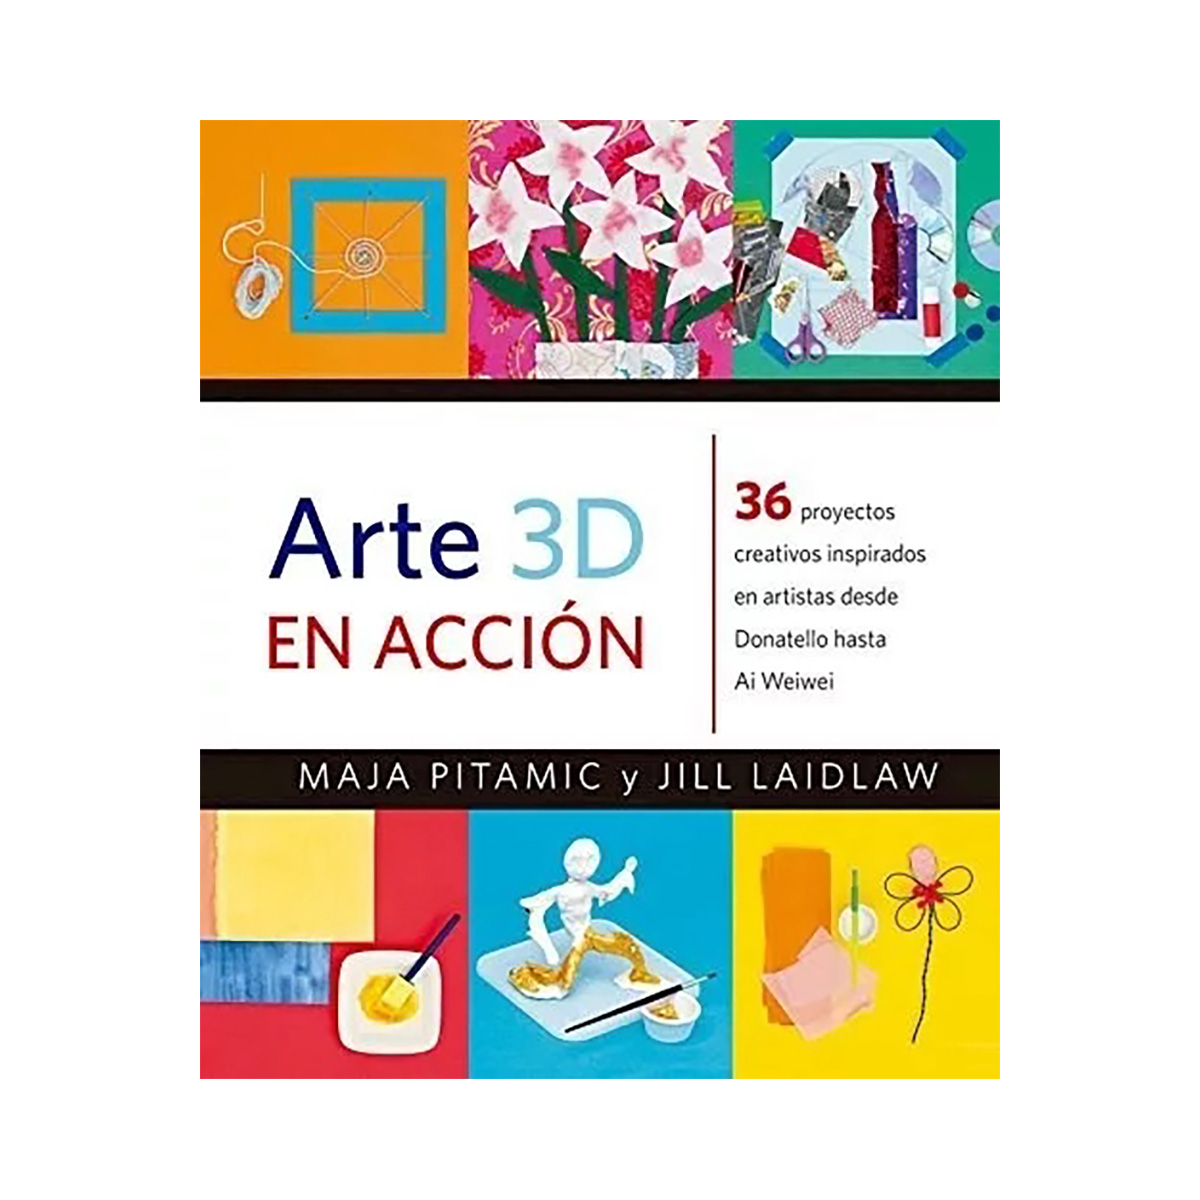 Arte 3D
EN ACCIÓN
36 proyectos
creativos inspirados
en artistas desde
Donatello hasta
Ai Weiwei
MAJA PITAMIC y JILL LAIDLAW